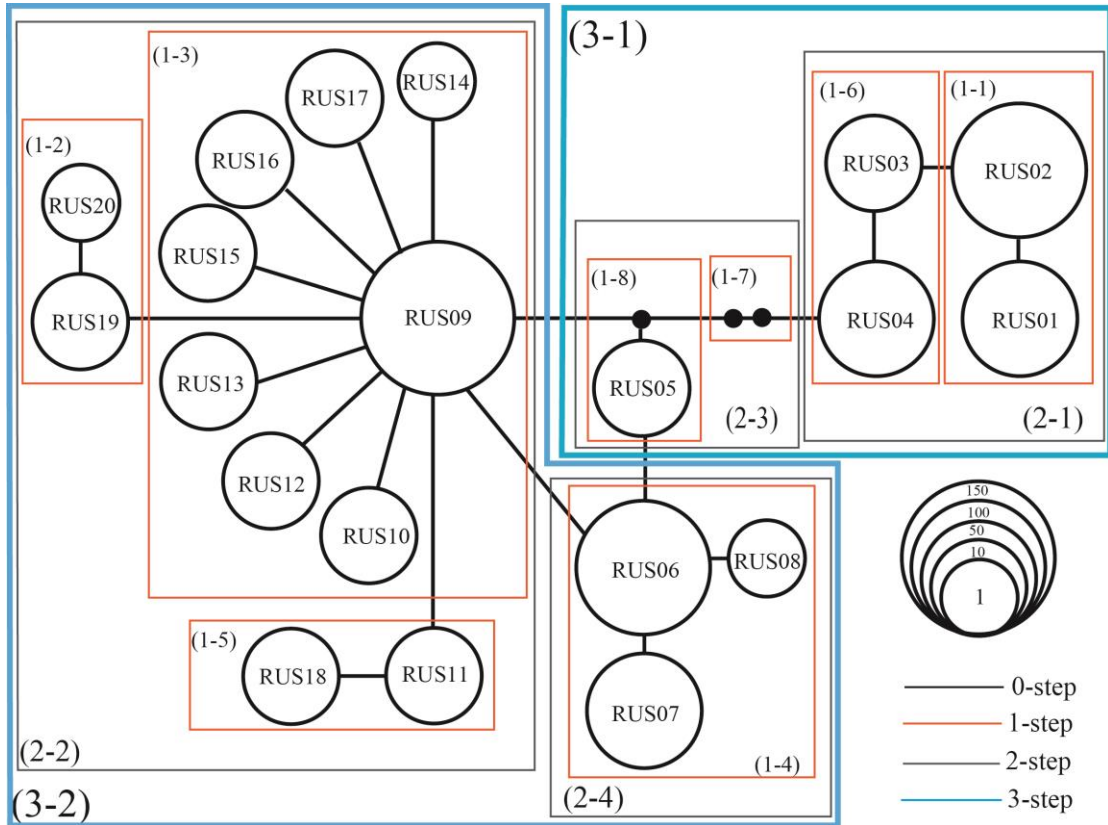 (3-1)
(1-3)
RUS14
RUS17
(1-6)
(1-1)
(1-2)
RUS16
RUS03
RUS02
RUS20
RUS15
(1-8)
(1-7)
RUS19
RUS09
RUS04
RUS01
RUS13
RUS05
(2-3)
(2-1)
RUS12
RUS10
150
100
50
10
1
RUS06
RUS08
(1-5)
RUS18
RUS11
RUS07
0-step
1-step
2-step
3-step
(2-2)
(1-4)
(3-2)
(2-4)